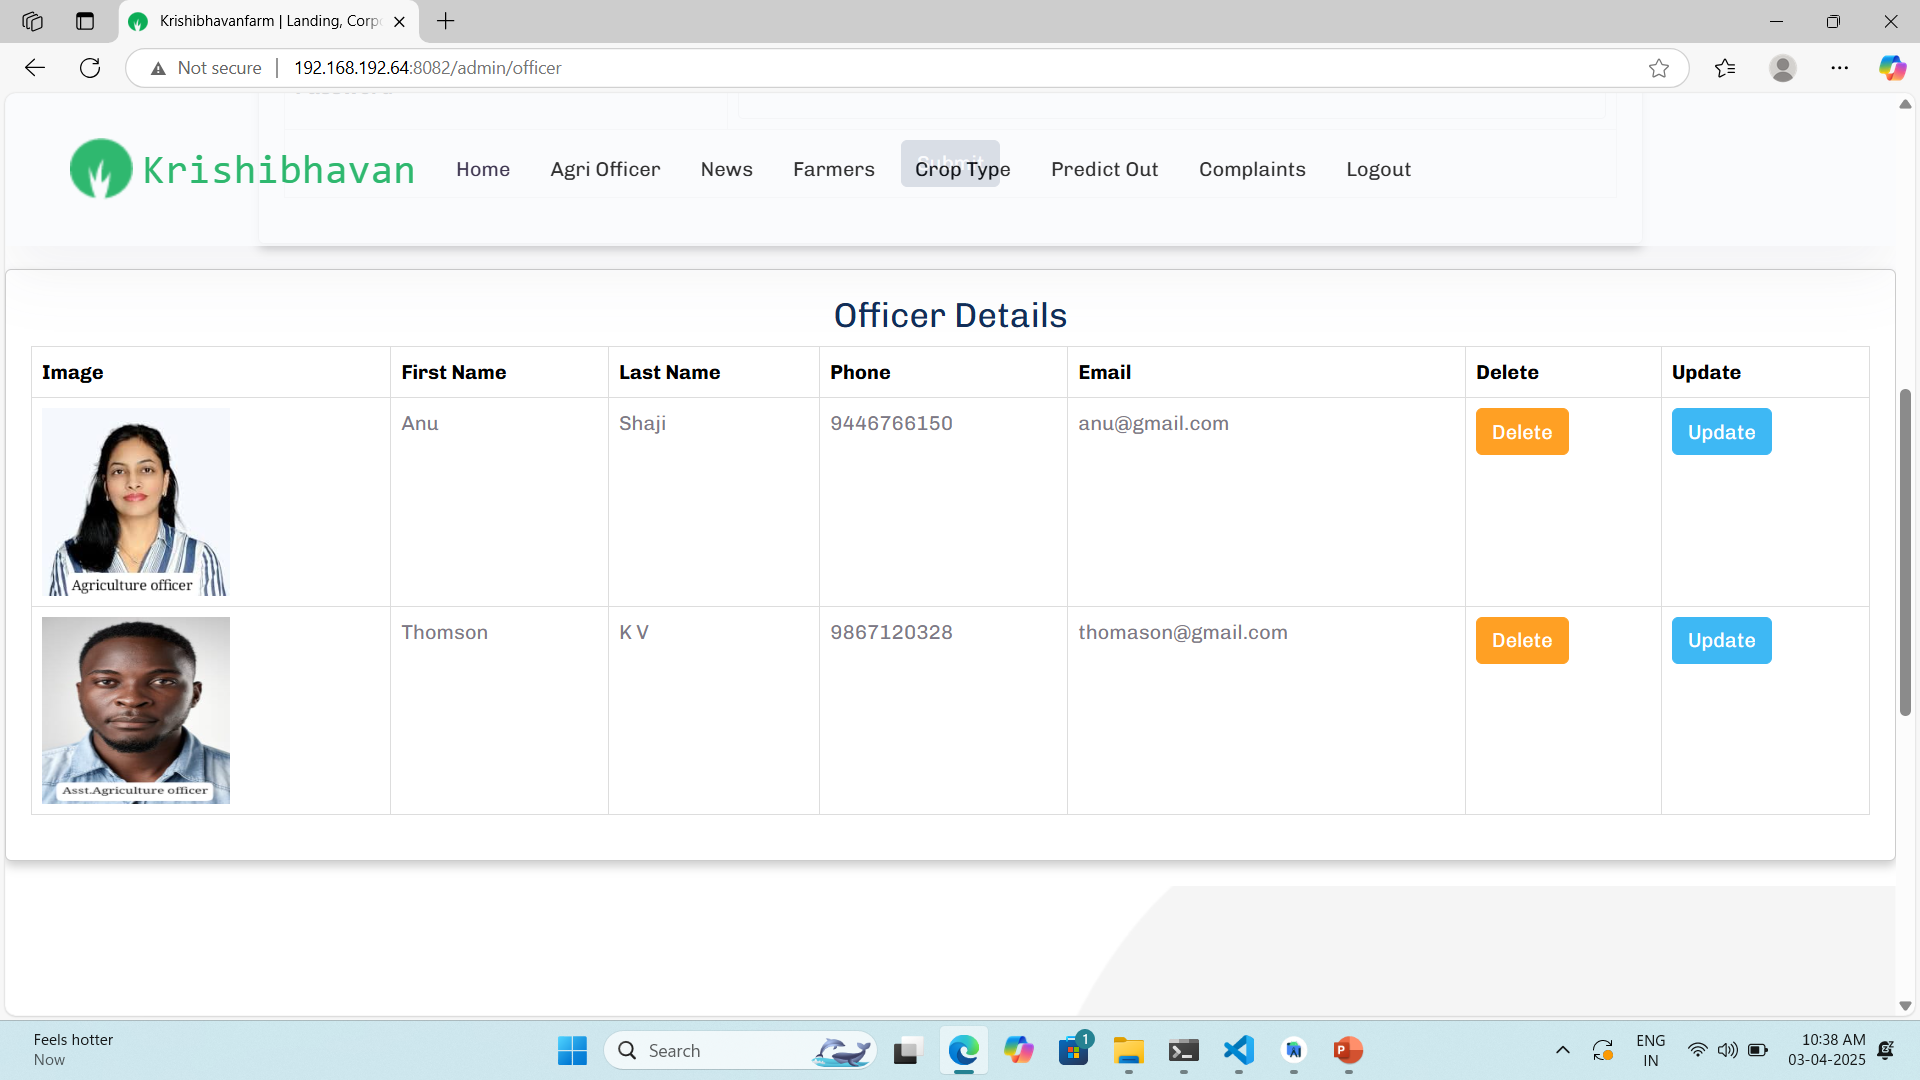 Krishibhavanfarm | Landing, Corp
Not secure
192.168.192.64:8082/admin/officer
Krishibhavan
Home
Agri Officer
News
Farmers
Submit
Crop Type
Predict Out
Complaints
Logout
Officer Details
Image First Name Last Name Phone Email Delete Update
Anu Shaji 9446766150 anu@gmail.com Delete Update
Agriculture officer
Thomson K V 9867120328 thomason@gmail.com Delete Update
Asst.Agriculture officer
Feels hotter
Now
Search
1
ENG
IN
10:38 AM
03-04-2025